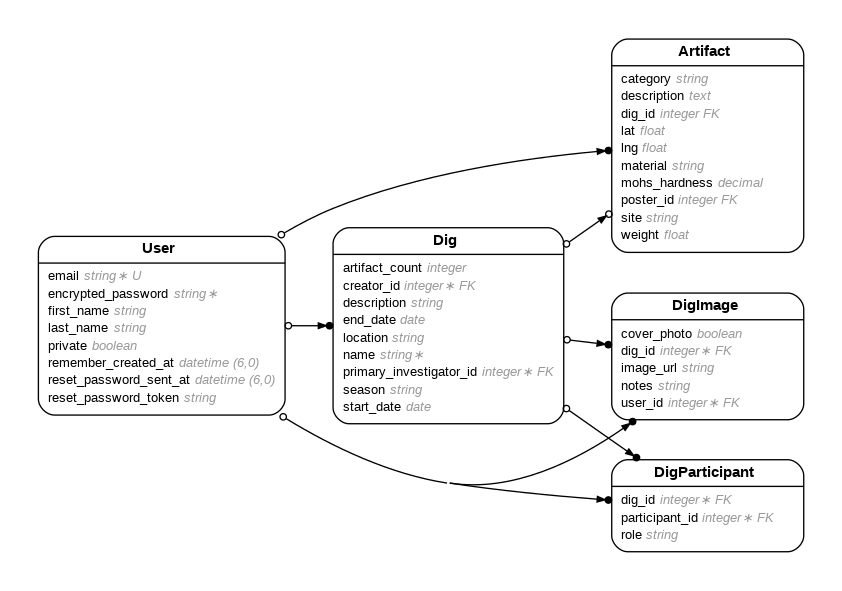 User
email string∗ U
encrypted_password string∗
first_name string
last_name string
private boolean
remember_created_at datetime (6,0)
reset_password_sent_at datetime (6,0)
reset_password_token string
Dig
artifact_count integer
creator_id integer∗ FK
description string
end_date date
location string
name string∗
primary_investigator_id integer∗ FK
season string
start_date date
Artifact
category string
description text
dig_id integer FK
lat float
lng float
material string
mohs_hardness decimal
poster_id integer FK
site string
weight float
DigImage
cover_photo boolean
dig_id integer∗ FK
image_url string
notes string
user_id integer∗ FK
DigParticipant
dig_id integer∗ FK
participant_id integer∗ FK
role string